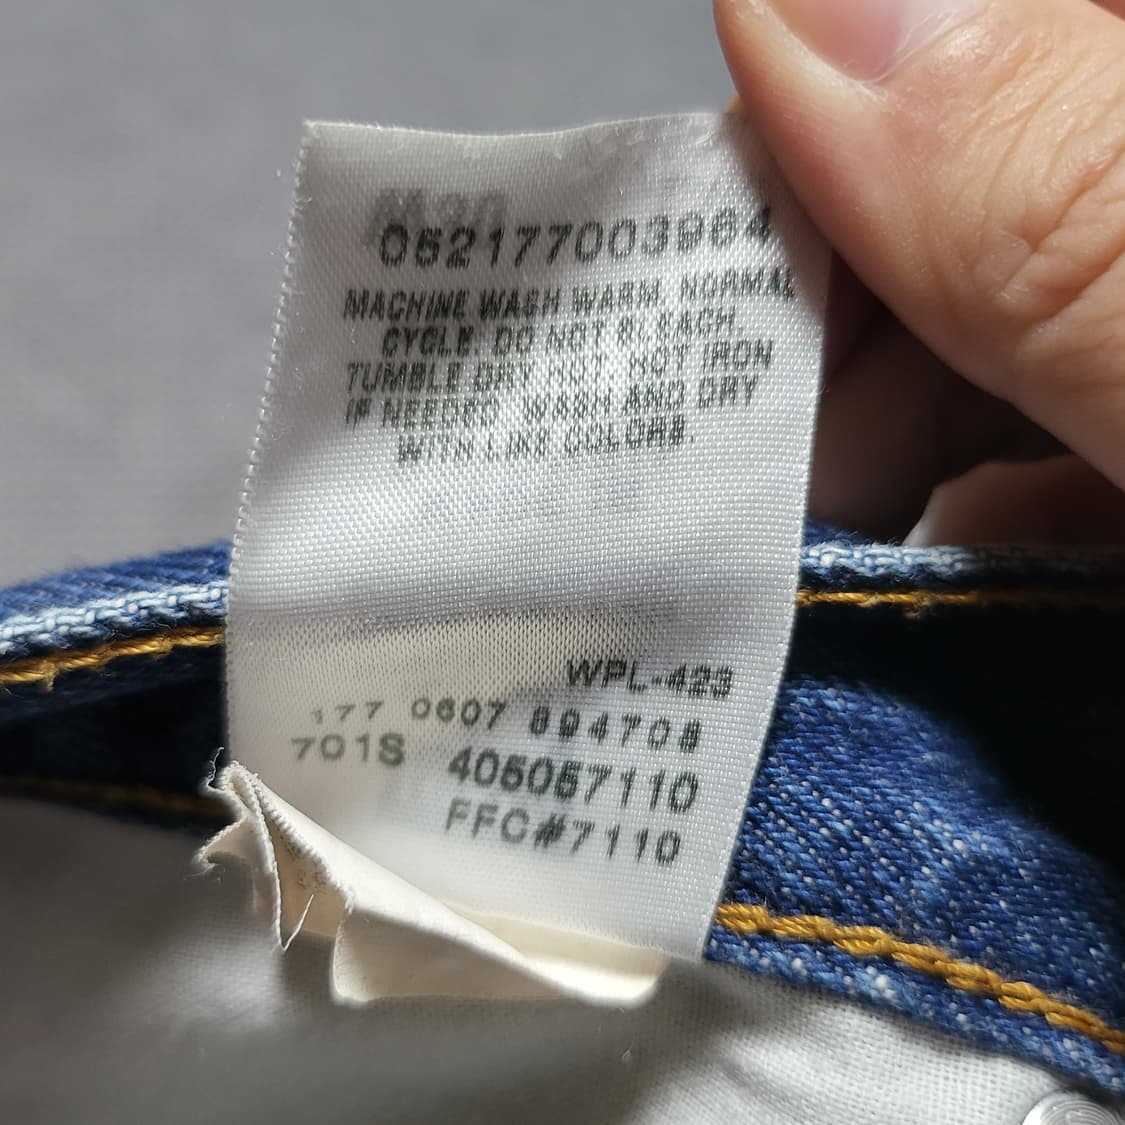 052177003964
MACHINE WASH WARM, NORMAL
CYCLE. DO NOT BLEACH.
TUMBLE DRY HOT. HOT IRON
IF NEEDED. WASH AND DRY
WITH LIKE COLORS.
WPL-423
177 0607 894708
701S 405057110
FFC#7110